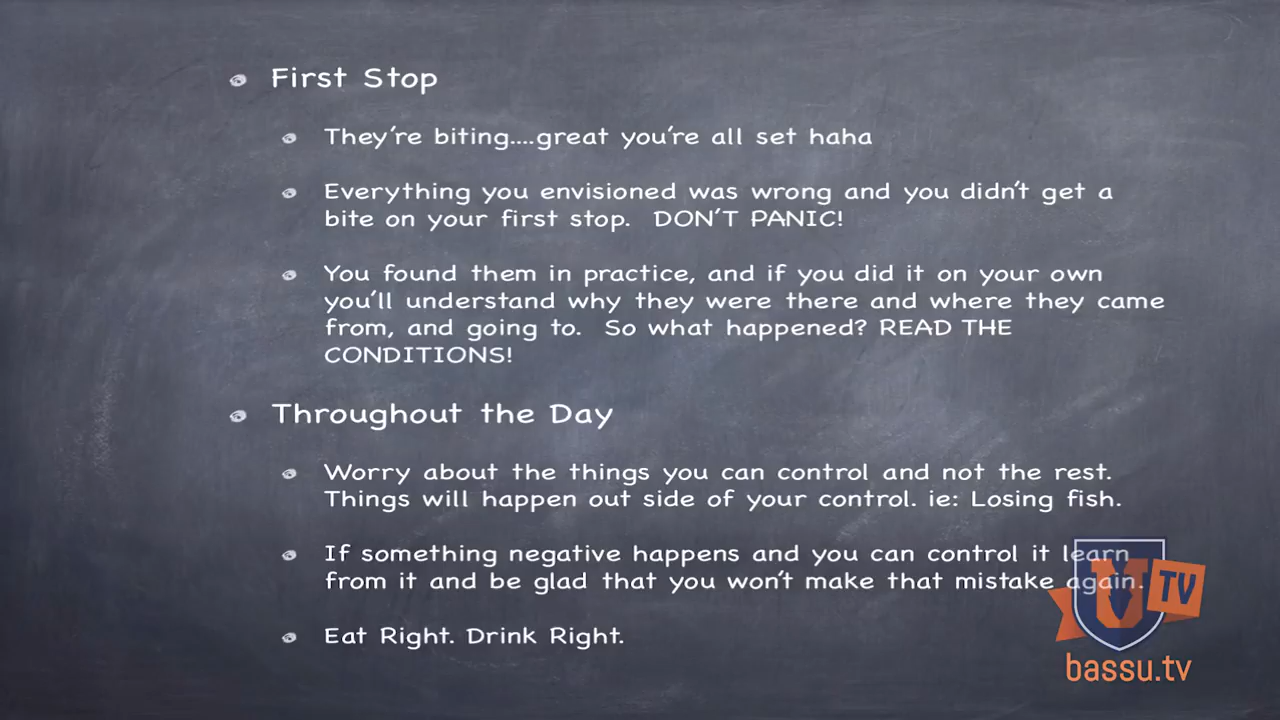 First Stop
They're biting....great you're all set haha
Everything you envisioned was wrong and you didn't get a
bite on your first stop. DON'T PANIC!
You found them in practice, and if you did it on your own
you'll understand why they were there and where they came
from, and going to. So what happened? READ THE
CONDITIONS!
Throughout the Day
Worry about the things you can control and not the rest.
Things will happen out side of your control. ie: Losing fish.
If something negative happens and you can control it learn
from it and be glad that you won't make that mistake again.
Eat Right. Drink Right.
U TV
bassu.tv